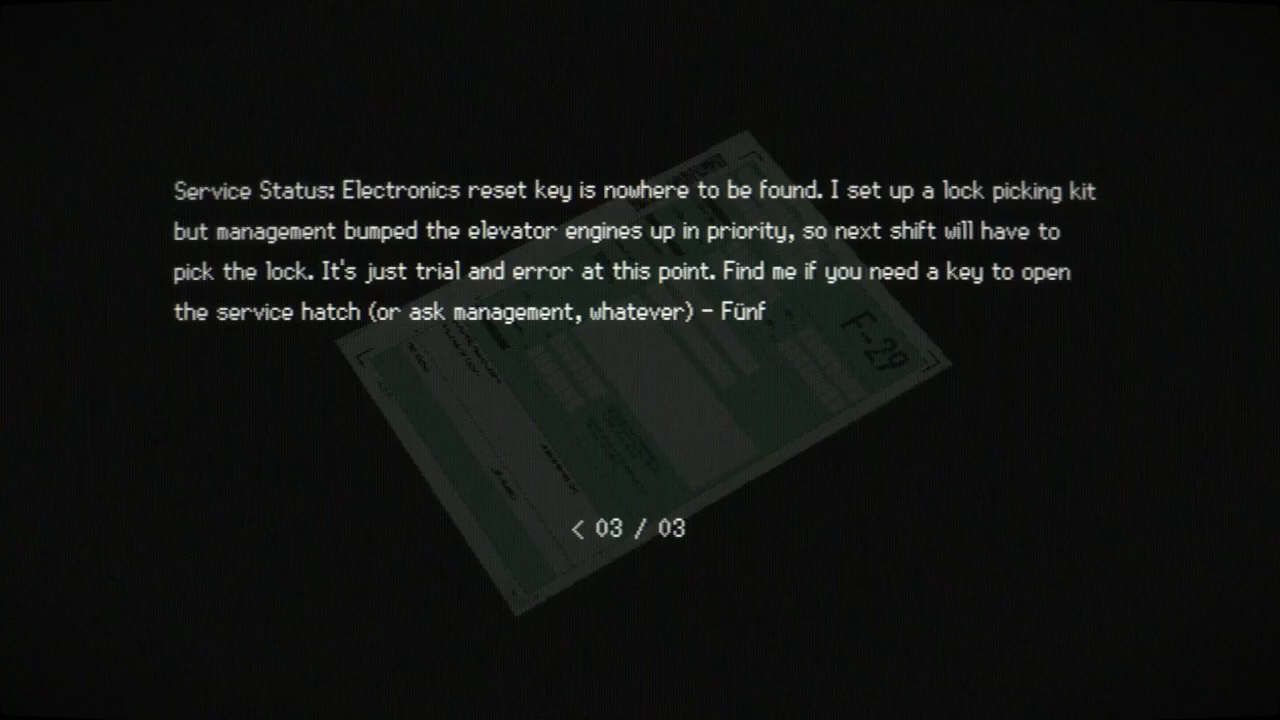 Service Status: Electronics reset key is nowhere to be found. I set up a lock picking kit
but management bumped the elevator engines up in priority, so next shift will have to
pick the lock. It's just trial and error at this point. Find me if you need a key to open
the service hatch (or ask management, whatever) - Fünf
F-29
< 03 / 03